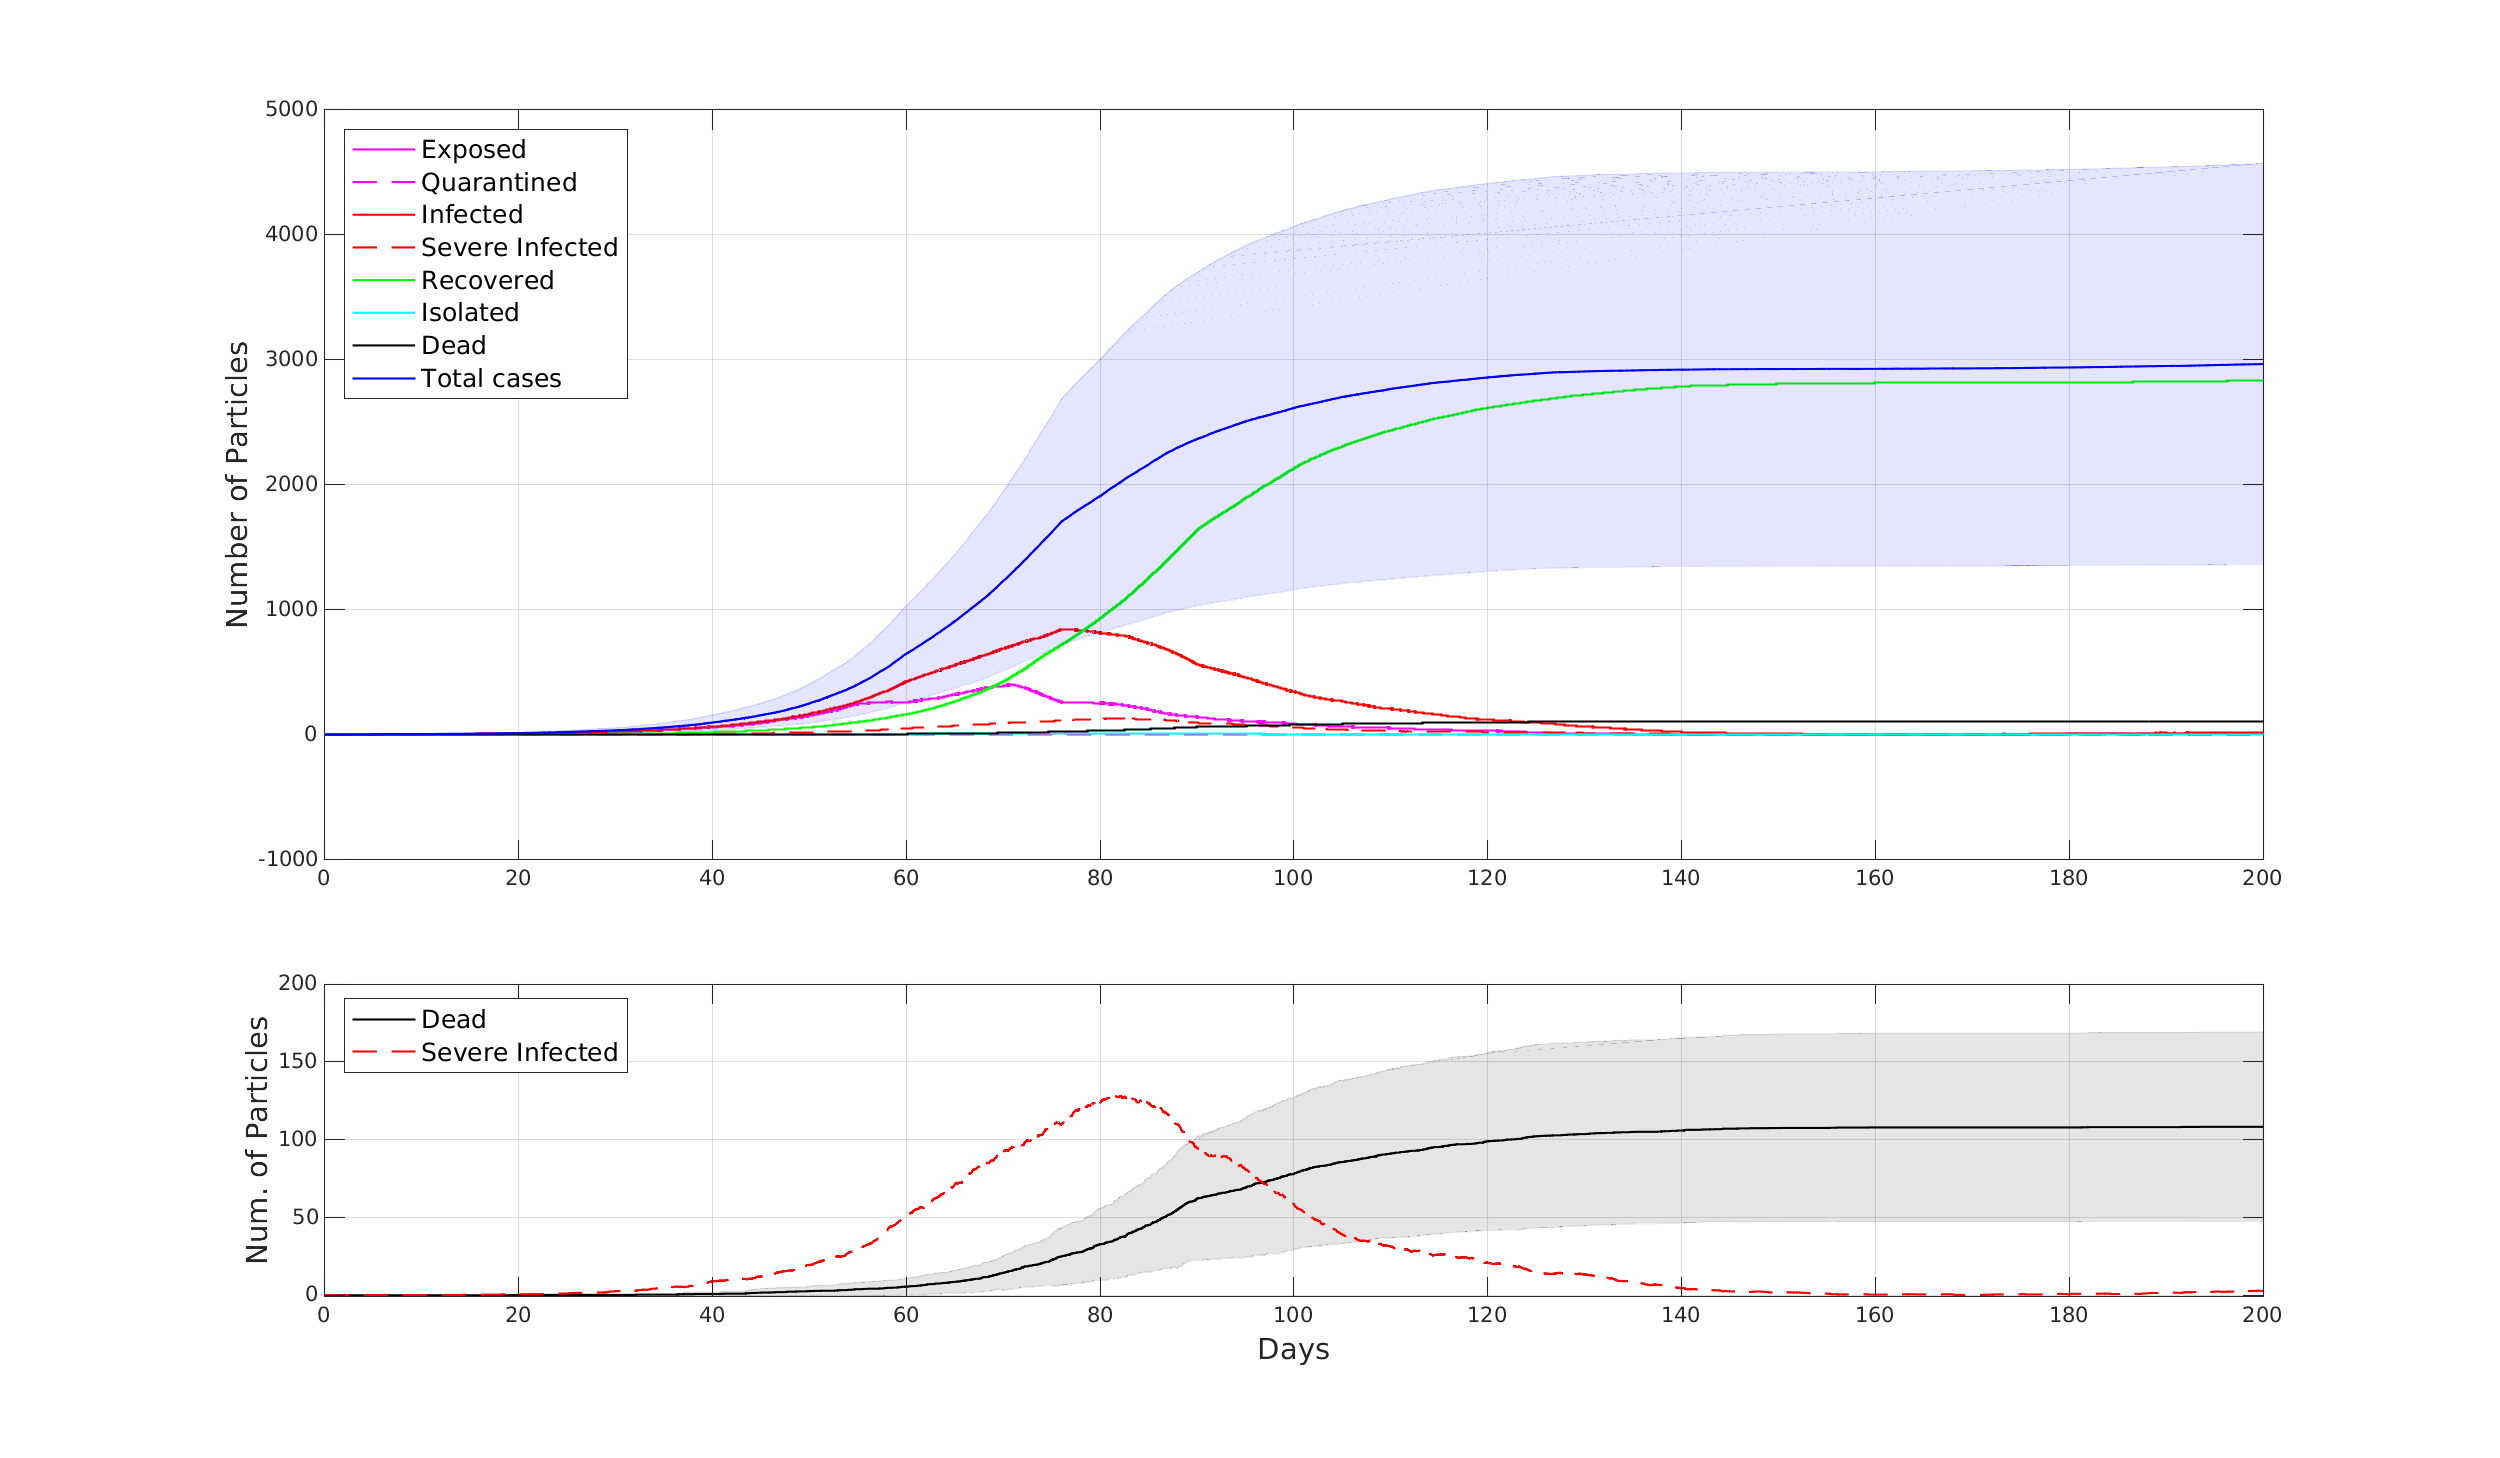 5000
4000
3000
2000
1000
0
-1000
Number of Particles
Exposed
Quarantined
Infected
Severe Infected
Recovered
Isolated
Dead
Total cases
0 20 40 60 80 100 120 140 160 180 200
200
150
100
50
0
Num. of Particles
Dead
Severe Infected
0 20 40 60 80 100 120 140 160 180 200
Days